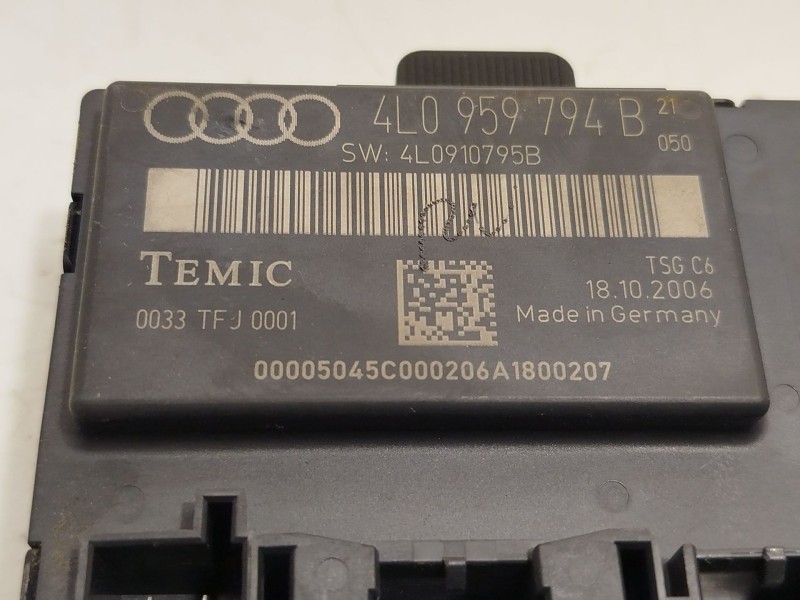 4L0 959 794 B 21
050
SW: 4L0910795B
TEMIC
TSG C6
18.10.2006
0033 TFJ 0001
Made in Germany
00005045C000206A1800207